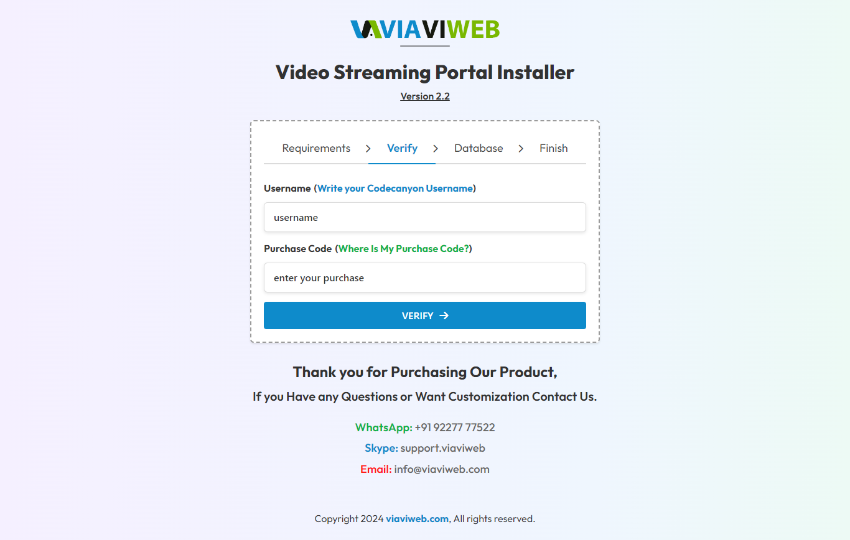 VIAVIWEB
Video Streaming Portal Installer
Version 2.2
Requirements > Verify > Database > Finish
Username (Write your Codecanyon Username)
username
Purchase Code (Where Is My Purchase Code?)
enter your purchase
VERIFY →
Thank you for Purchasing Our Product,
If you Have any Questions or Want Customization Contact Us.
WhatsApp: +91 92277 77522
Skype: support.viaviweb
Email: info@viaviweb.com
Copyright 2024 viaviweb.com, All rights reserved.